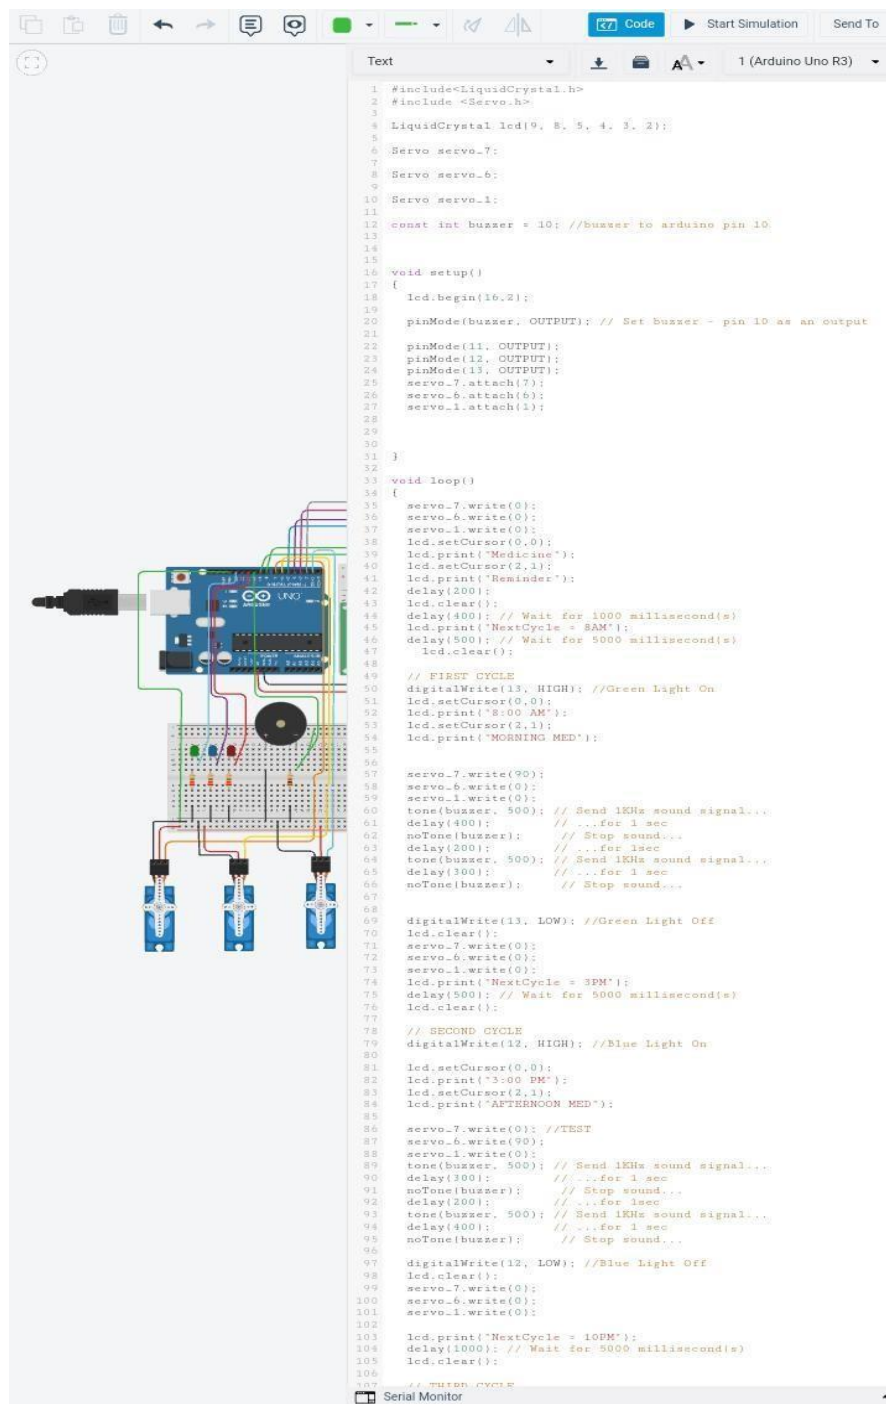 Code
Start Simulation
Send To
Text
1 (Arduino Uno R3)
1 #include<LiquidCrystal.h>
2 #include <Servo.h>
3
4 LiquidCrystal lcd(9, 8, 5, 4, 3, 2);
5
6 Servo servo_7;
7
8 Servo servo_6;
9
10 Servo servo_1;
11
12 const int buzzer = 10; //buzzer to arduino pin 10
13
14
15
16 void setup()
17 {
18 lcd.begin(16,2);
19
20 pinMode(buzzer, OUTPUT); // Set buzzer - pin 10 as an output
21
22 pinMode(11, OUTPUT);
23 pinMode(12, OUTPUT);
24 pinMode(13, OUTPUT);
25 servo_7.attach(7);
26 servo_6.attach(6);
27 servo_1.attach(1);
28
29
30
31 }
32
33 void loop()
34 {
35 servo_7.write(0);
36 servo_6.write(0);
37 servo_1.write(0);
38 lcd.setCursor(0,0);
39 lcd.print("Medicine");
40 lcd.setCursor(2,1);
41 lcd.print("Reminder");
42 delay(200);
43 lcd.clear();
44 delay(400); // Wait for 1000 millisecond(s)
45 lcd.print("NextCycle = 8AM");
46 delay(500); // Wait for 5000 millisecond(s)
47 lcd.clear();
48
49 // FIRST CYCLE
50 digitalWrite(13, HIGH); //Green Light On
51 lcd.setCursor(0,0);
52 lcd.print("8:00 AM");
53 lcd.setCursor(2,1);
54 lcd.print("MORNING MED");
55
56
57 servo_7.write(90);
58 servo_6.write(0);
59 servo_1.write(0);
60 tone(buzzer, 500); // Send 1KHz sound signal...
61 delay(400); // ...for 1 sec
62 noTone(buzzer); // Stop sound...
63 delay(200); // ...for 1sec
64 tone(buzzer, 500); // Send 1KHz sound signal...
65 delay(300); // ...for 1 sec
66 noTone(buzzer); // Stop sound...
67
68
69 digitalWrite(13, LOW); //Green Light Off
70 lcd.clear();
71 servo_7.write(0);
72 servo_6.write(0);
73 servo_1.write(0);
74 lcd.print("NextCycle = 3PM");
75 delay(500); // Wait for 5000 millisecond(s)
76 lcd.clear();
77
78 // SECOND CYCLE
79 digitalWrite(12, HIGH); //Blue Light On
80
81 lcd.setCursor(0,0);
82 lcd.print("3:00 PM");
83 lcd.setCursor(2,1);
84 lcd.print("AFTERNOON MED");
85
86 servo_7.write(0); //TEST
87 servo_6.write(90);
88 servo_1.write(0);
89 tone(buzzer, 500); // Send 1KHz sound signal...
90 delay(300); // ...for 1 sec
91 noTone(buzzer); // Stop sound...
92 delay(200); // ...for 1sec
93 tone(buzzer, 500); // Send 1KHz sound signal...
94 delay(400); // ...for 1 sec
95 noTone(buzzer); // Stop sound...
96
97 digitalWrite(12, LOW); //Blue Light Off
98 lcd.clear();
99 servo_7.write(0);
100 servo_6.write(0);
101 servo_1.write(0);
102
103 lcd.print("NextCycle = 10PM");
104 delay(1000); // Wait for 5000 millisecond(s)
105 lcd.clear();
106
107 // THIRD CYCLE
UNO
Serial Monitor